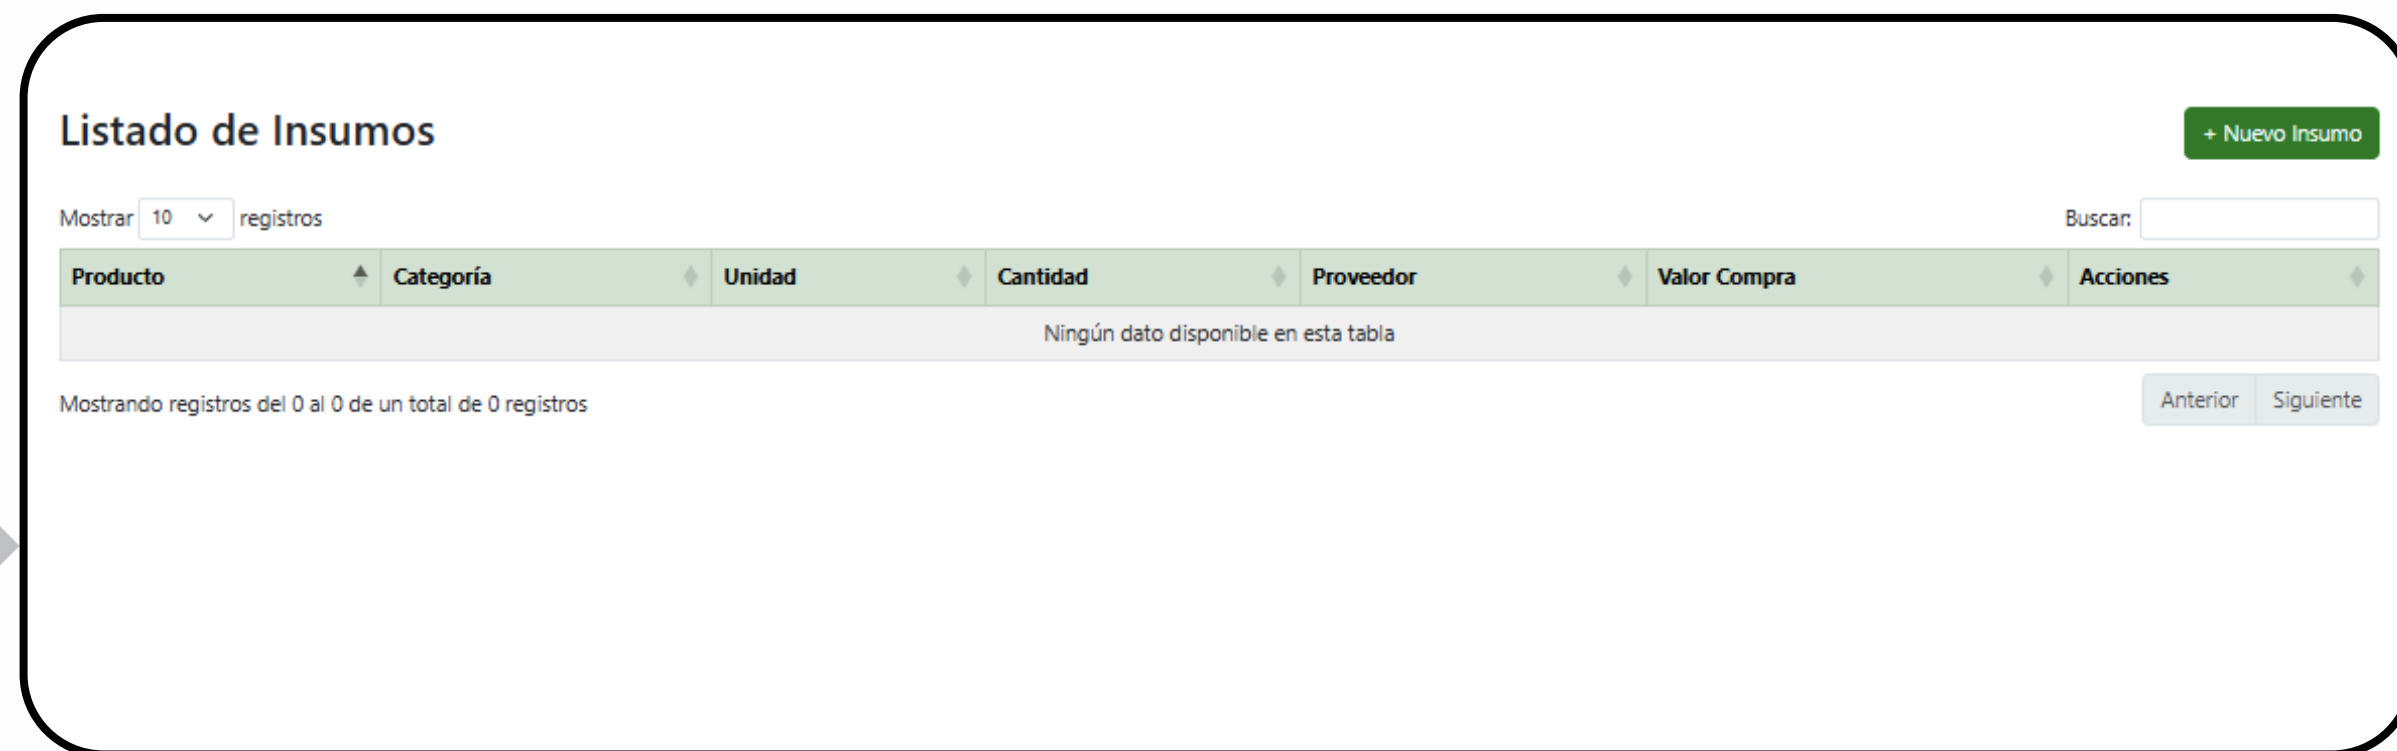 Listado de Insumos
+ Nuevo Insumo
Mostrar 10 registros
Buscar:
Producto Categoría Unidad Cantidad Proveedor Valor Compra Acciones
Ningún dato disponible en esta tabla
Mostrando registros del 0 al 0 de un total de 0 registros
Anterior Siguiente